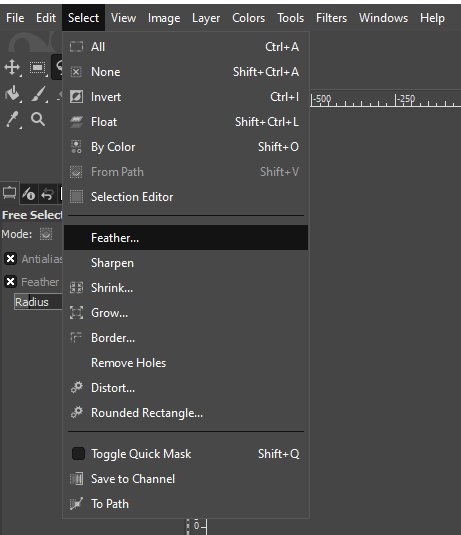 File Select View Image Layer Colors Tools Filters Windows Help
All Ctrl+A
None Shift+Ctrl+A
Invert Ctrl+I
-500 -250
Float Shift+Ctrl+L
By Color Shift+O
From Path Shift+V
Selection Editor
Free Selec
Mode:
Feather...
Antialias
Sharpen
Feather
Shrink...
Radius
Grow...
Border...
Remove Holes
Distort...
Rounded Rectangle...
Toggle Quick Mask Shift+Q
Save to Channel
To Path
0